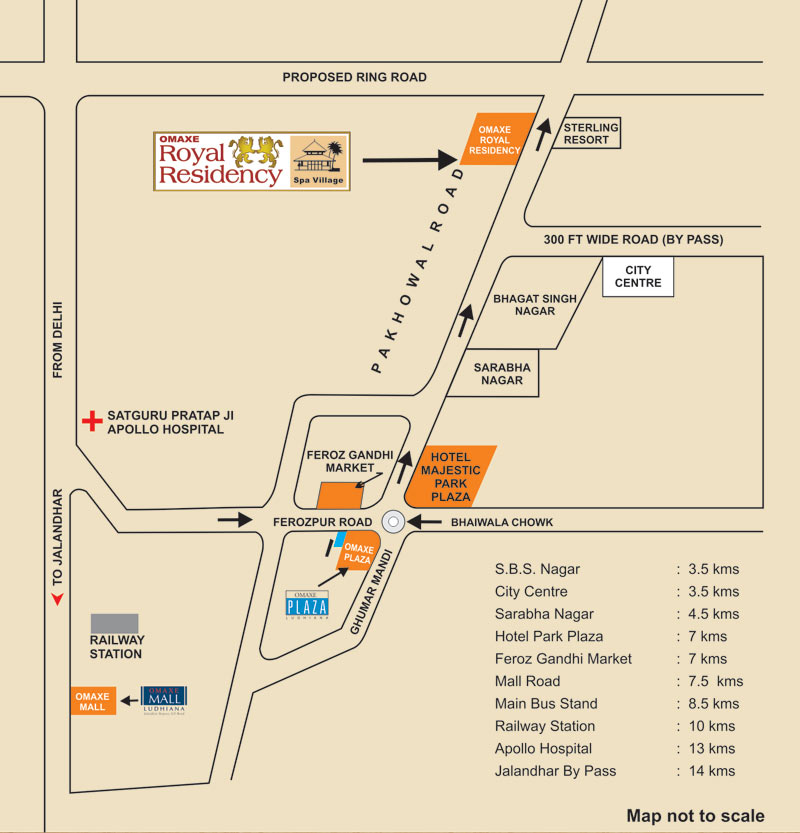 PROPOSED RING ROAD
OMAXE
Royal
Residency
Spa Village
OMAXE
ROYAL
RESIDENCY
STERLING
RESORT
PAKHOWAL ROAD
300 FT WIDE ROAD (BY PASS)
CITY
CENTRE
BHAGAT SINGH
NAGAR
SARABHA
NAGAR
FROM DELHI
SATGURU PRATAP JI
APOLLO HOSPITAL
FEROZ GANDHI
MARKET
HOTEL
MAJESTIC
PARK
PLAZA
TO JALANDHAR
FEROZPUR ROAD
BHAIWALA CHOWK
OMAXE
PLAZA
GHUMAR MANDI
OMAXE
PLAZA
LUDHIANA
RAILWAY
STATION
OMAXE
MALL
OMAXE
MALL
LUDHIANA
S.B.S. Nagar : 3.5 kms
City Centre : 3.5 kms
Sarabha Nagar : 4.5 kms
Hotel Park Plaza : 7 kms
Feroz Gandhi Market : 7 kms
Mall Road : 7.5 kms
Main Bus Stand : 8.5 kms
Railway Station : 10 kms
Apollo Hospital : 13 kms
Jalandhar By Pass : 14 kms
Map not to scale